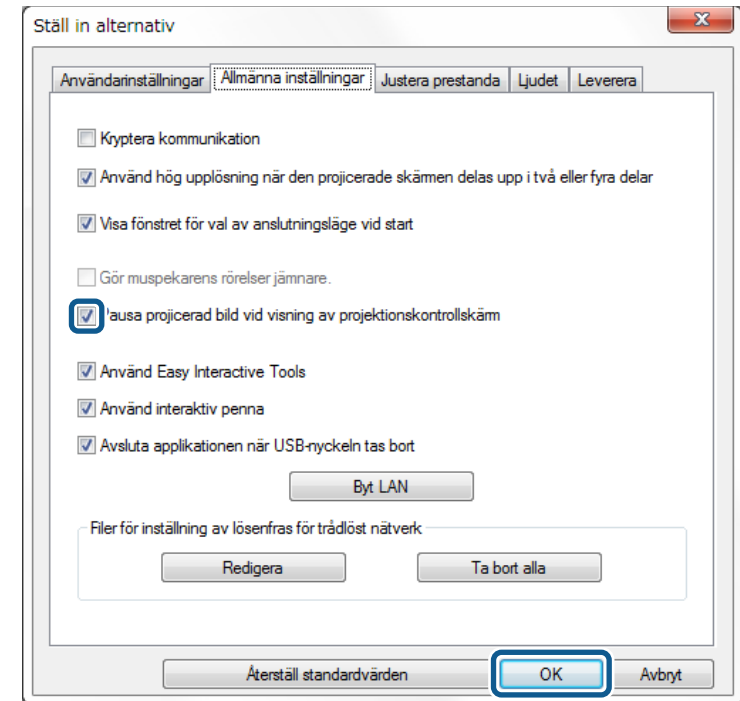 Ställ in alternativ
Användarinställningar Allmänna inställningar Justera prestanda Ljudet Leverera
Kryptera kommunikation
Använd hög upplösning när den projicerade skärmen delas upp i två eller fyra delar
Visa fönstret för val av anslutningsläge vid start
Gör muspekarens rörelser jämnare.
Pausa projicerad bild vid visning av projektionskontrollskärm
Använd Easy Interactive Tools
Använd interaktiv penna
Avsluta applikationen när USB-nyckeln tas bort
Byt LAN
Filer för inställning av lösenfras för trådlöst nätverk
Redigera Ta bort alla
Återställ standardvärden OK Avbryt